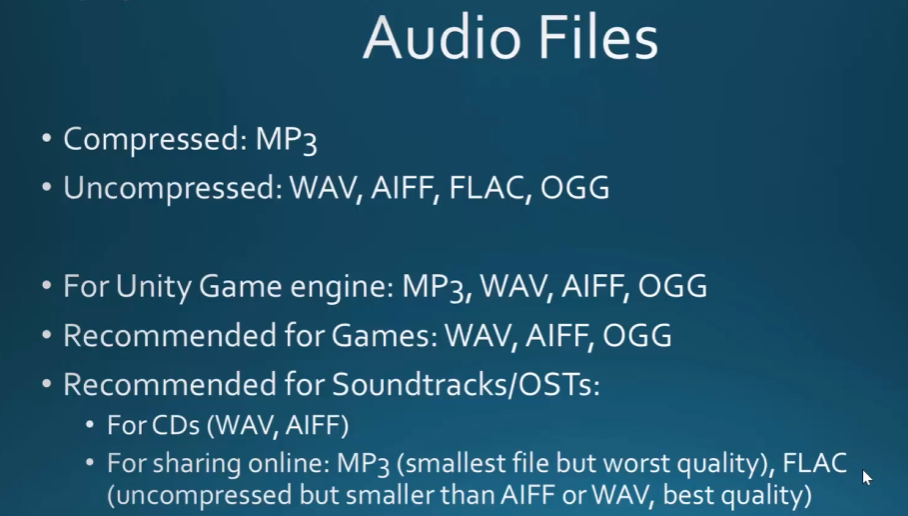 Audio Files
• Compressed: MP3
• Uncompressed: WAV, AIFF, FLAC, OGG
• For Unity Game engine: MP3, WAV, AIFF, OGG
• Recommended for Games: WAV, AIFF, OGG
• Recommended for Soundtracks/OSTs:
• For CDs (WAV, AIFF)
• For sharing online: MP3 (smallest file but worst quality), FLAC
(uncompressed but smaller than AIFF or WAV, best quality)